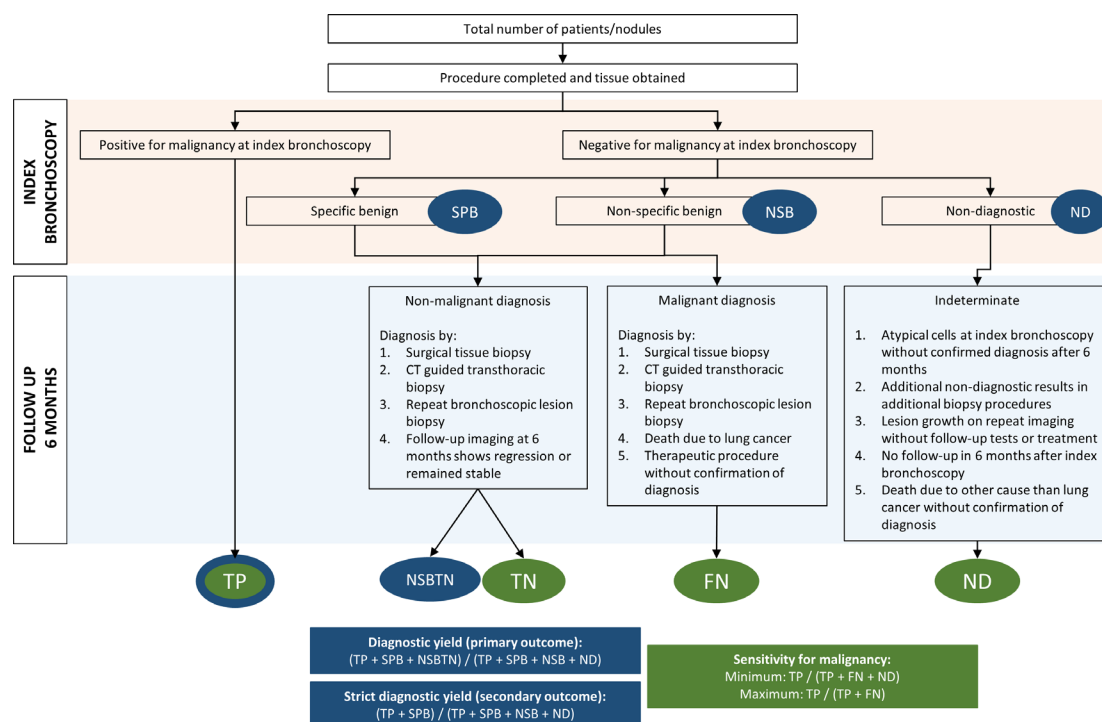 Total number of patients/nodules
Procedure completed and tissue obtained
INDEX
BRONCHOSCOPY
Positive for malignancy at index bronchoscopy
Negative for malignancy at index bronchoscopy
Specific benign
SPB
Non-specific benign
NSB
Non-diagnostic
ND
FOLLOW UP
6 MONTHS
Non-malignant diagnosis
Diagnosis by:
1. Surgical tissue biopsy
2. CT guided transthoracic
biopsy
3. Repeat bronchoscopic lesion
biopsy
4. Follow-up imaging at 6
months shows regression or
remained stable
Malignant diagnosis
Diagnosis by:
1. Surgical tissue biopsy
2. CT guided transthoracic
biopsy
3. Repeat bronchoscopic lesion
biopsy
4. Death due to lung cancer
5. Therapeutic procedure
without confirmation of
diagnosis
Indeterminate
1. Atypical cells at index bronchoscopy
without confirmed diagnosis after 6
months
2. Additional non-diagnostic results in
additional biopsy procedures
3. Lesion growth on repeat imaging
without follow-up tests or treatment
4. No follow-up in 6 months after index
bronchoscopy
5. Death due to other cause than lung
cancer without confirmation of
diagnosis
TP
NSBTN
TN
FN
ND
Diagnostic yield (primary outcome):
(TP + SPB + NSBTN) / (TP + SPB + NSB + ND)
Strict diagnostic yield (secondary outcome):
(TP + SPB) / (TP + SPB + NSB + ND)
Sensitivity for malignancy:
Minimum: TP / (TP + FN + ND)
Maximum: TP / (TP + FN)